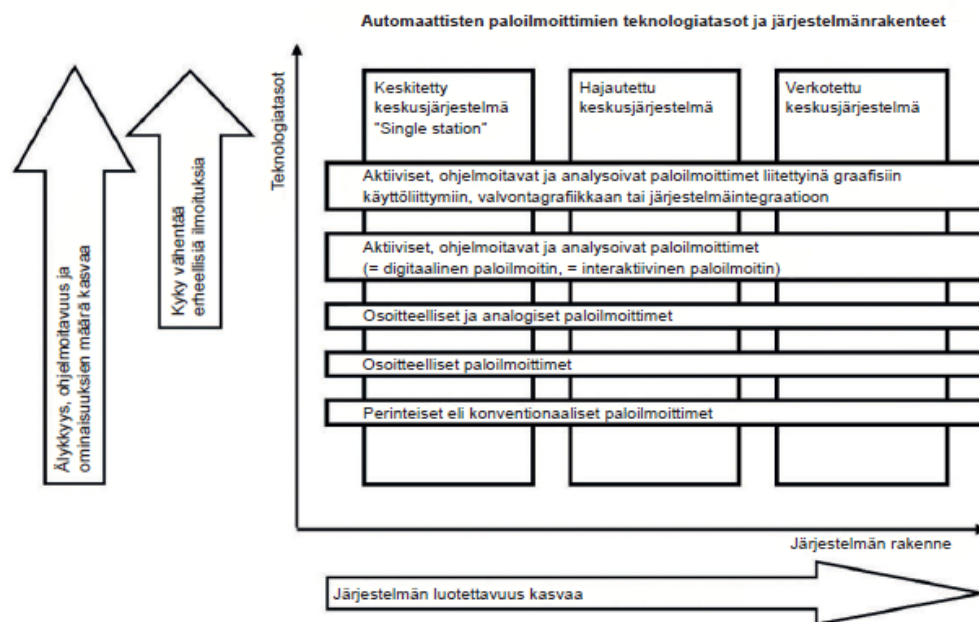 Automaattisten paloilmoittimien teknologiatasot ja järjestelmänrakenteet
Älykkyys, ohjelmoitavuus ja
ominaisuuksien määrä kasvaa
Kyky vähentää
erheellisiä ilmoituksia
Teknologiatasot
Keskitetty
keskusjärjestelmä
"Single station"
Hajautettu
keskusjärjestelmä
Verkotettu
keskusjärjestelmä
Aktiiviset, ohjelmoitavat ja analysoivat paloilmoittimet liitettyinä graafisiin
käyttöliittymiin, valvontagrafiikkaan tai järjestelmäintegraatioon
Aktiiviset, ohjelmoitavat ja analysoivat paloilmoittimet
(= digitaalinen paloilmoitin, = interaktiivinen paloilmoitin)
Osoitteelliset ja analogiset paloilmoittimet
Osoitteelliset paloilmoittimet
Perinteiset eli konventionaaliset paloilmoittimet
Järjestelmän rakenne
Järjestelmän luotettavuus kasvaa